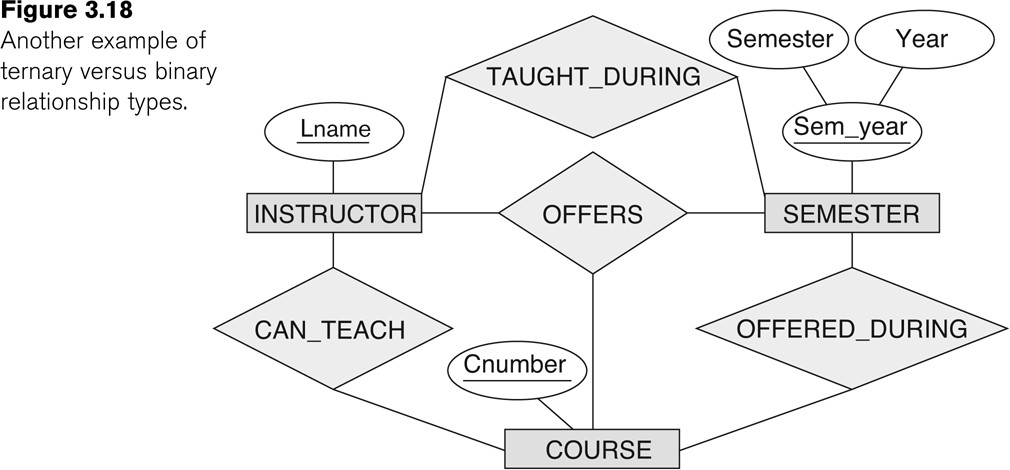 Figure 3.18
Another example of
ternary versus binary
relationship types.
Semester
Year
TAUGHT_DURING
Lname
Sem_year
INSTRUCTOR
OFFERS
SEMESTER
CAN_TEACH
OFFERED_DURING
Cnumber
COURSE